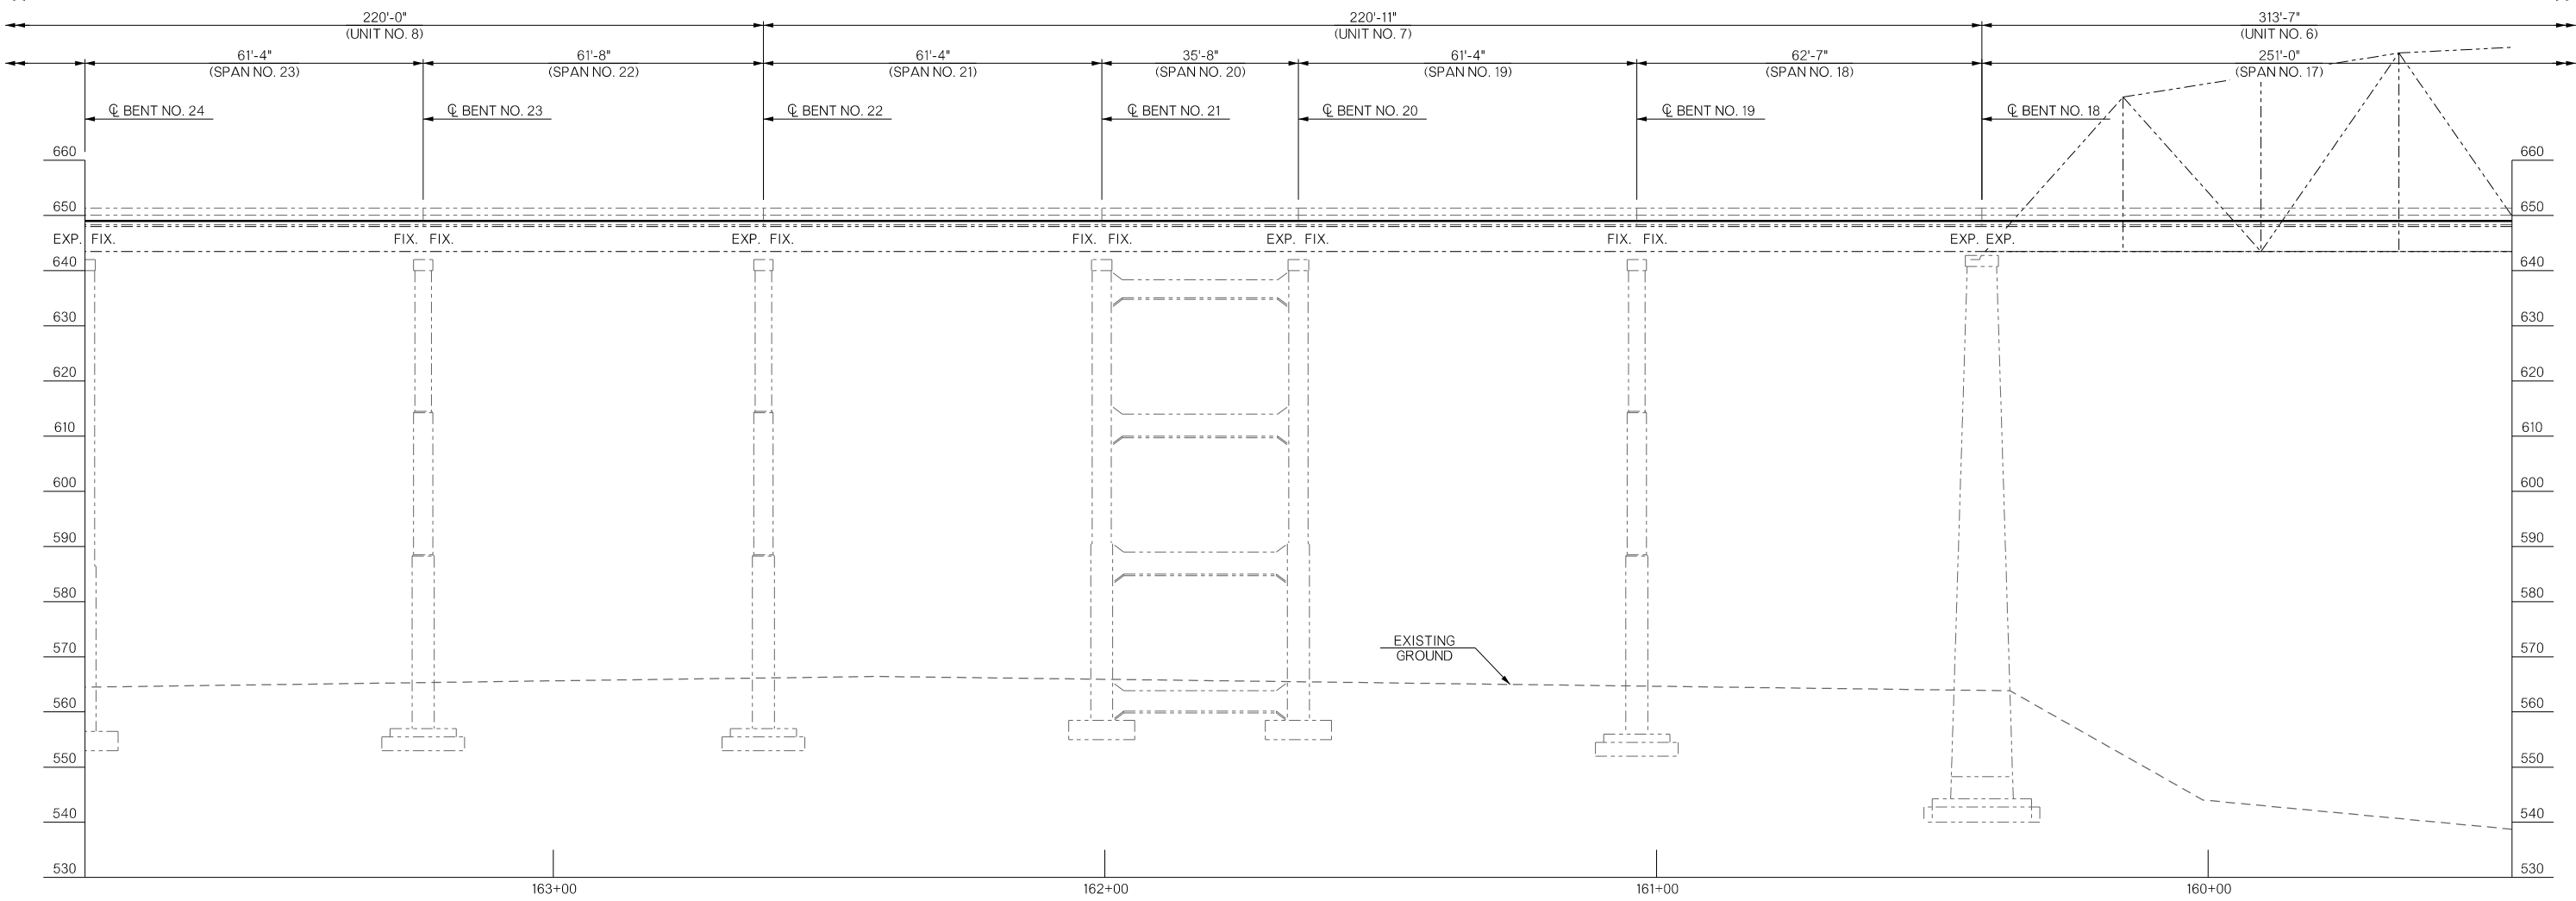 220'-0"
(UNIT NO. 8)
220'-11"
(UNIT NO. 7)
313'-7"
(UNIT NO. 6)
61'-4"
(SPAN NO. 23)
61'-8"
(SPAN NO. 22)
61'-4"
(SPAN NO. 21)
35'-8"
(SPAN NO. 20)
61'-4"
(SPAN NO. 19)
62'-7"
(SPAN NO. 18)
251'-0"
(SPAN NO. 17)
℄ BENT NO. 24
℄ BENT NO. 23
℄ BENT NO. 22
℄ BENT NO. 21
℄ BENT NO. 20
℄ BENT NO. 19
℄ BENT NO. 18
660 660
650 650
EXP. FIX. FIX. FIX. EXP. FIX. FIX. FIX. EXP. FIX. FIX. FIX. EXP. EXP.
640 640
630 630
620 620
610 610
600 600
590 590
580 580
EXISTING
GROUND
570 570
560 560
550 550
540 540
530 530
163+00 162+00 161+00 160+00